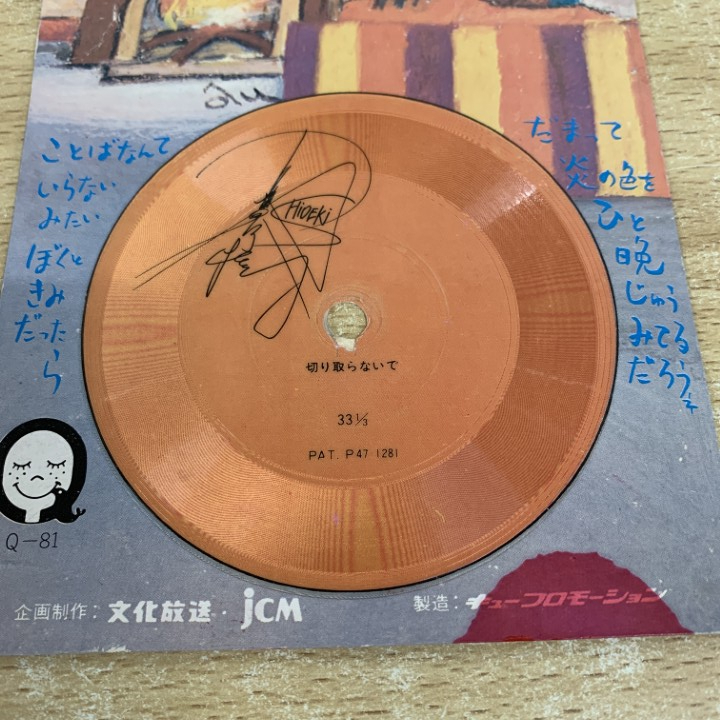 ことばなんて
いらない
みたい
ぼくと
きみだったら
だまって
炎の色を
ひと晩
じゅう
みてる
だろうネ
HiDEKi
切り取らないで
33⅓
PAT. P47 1281
Q-81
企画制作：文化放送・JCM
製造：キュープロモーション